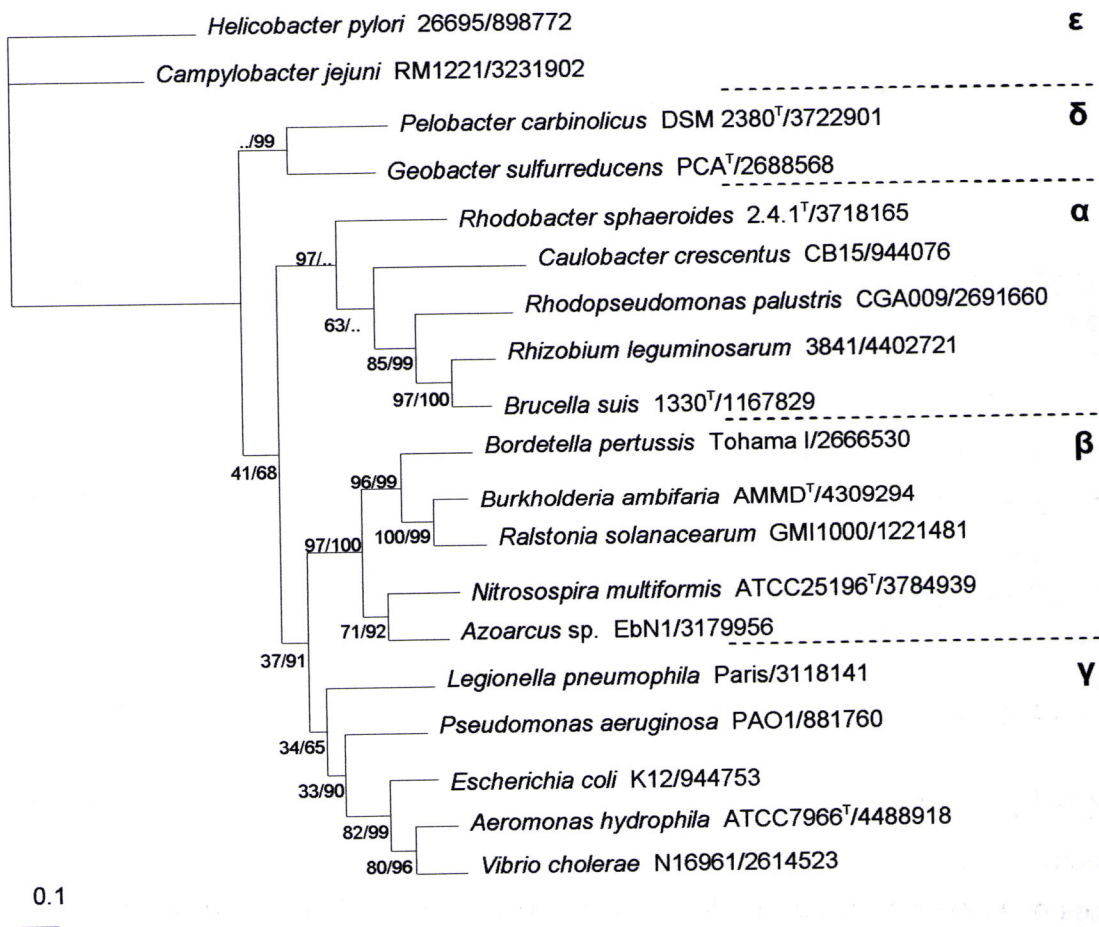 Helicobacter pylori 26695/898772 ε
Campylobacter jejuni RM1221/3231902
Pelobacter carbinolicus DSM 2380ᵀ/3722901 δ
../99
Geobacter sulfurreducens PCAᵀ/2688568
Rhodobacter sphaeroides 2.4.1ᵀ/3718165 α
97/..
Caulobacter crescentus CB15/944076
Rhodopseudomonas palustris CGA009/2691660
63/..
Rhizobium leguminosarum 3841/4402721
85/99
97/100
Brucella suis 1330ᵀ/1167829
Bordetella pertussis Tohama I/2666530 β
41/68
96/99
Burkholderia ambifaria AMMDᵀ/4309294
100/99
Ralstonia solanacearum GMI1000/1221481
97/100
Nitrosospira multiformis ATCC25196ᵀ/3784939
71/92
Azoarcus sp. EbN1/3179956
37/91
Legionella pneumophila Paris/3118141 γ
Pseudomonas aeruginosa PAO1/881760
34/65
Escherichia coli K12/944753
33/90
Aeromonas hydrophila ATCC7966ᵀ/4488918
82/99
80/96
Vibrio cholerae N16961/2614523
0.1